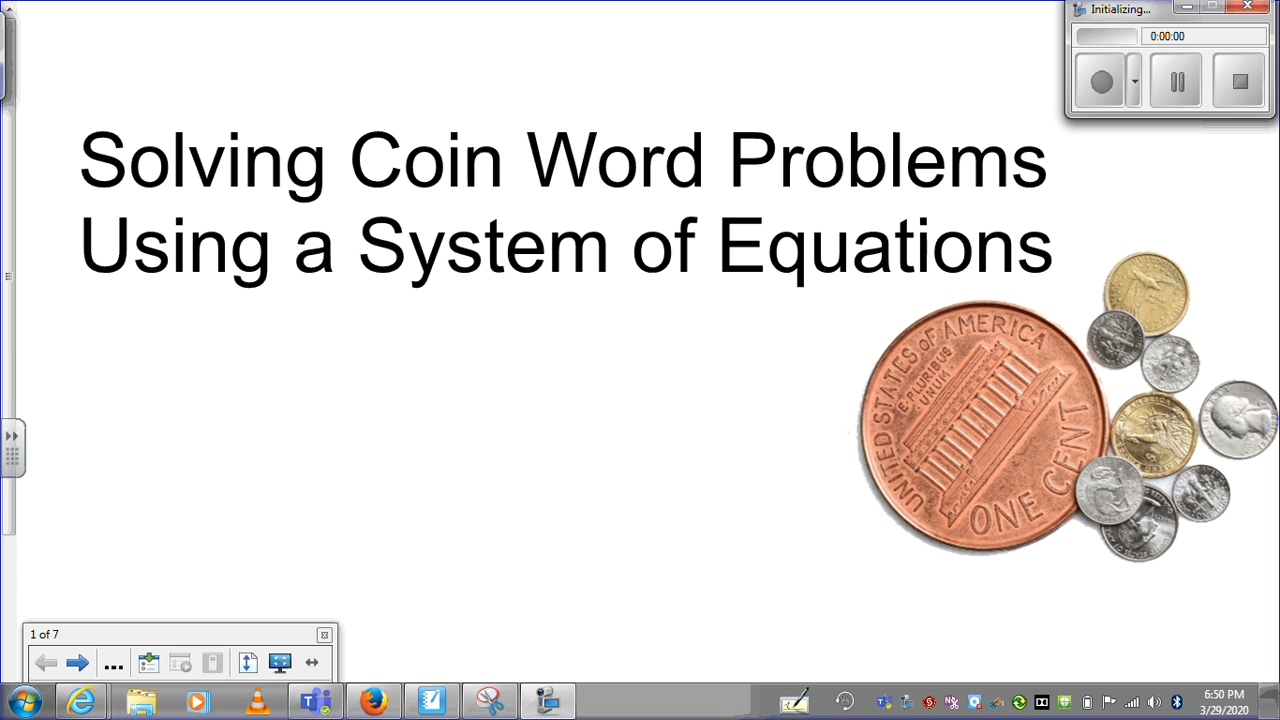 Initializing...
0:00:00
Solving Coin Word Problems
Using a System of Equations
UNITED STATES OF AMERICA
E·PLURIBUS
UNUM
ONE CENT
1 of 7
6:50 PM
3/29/2020